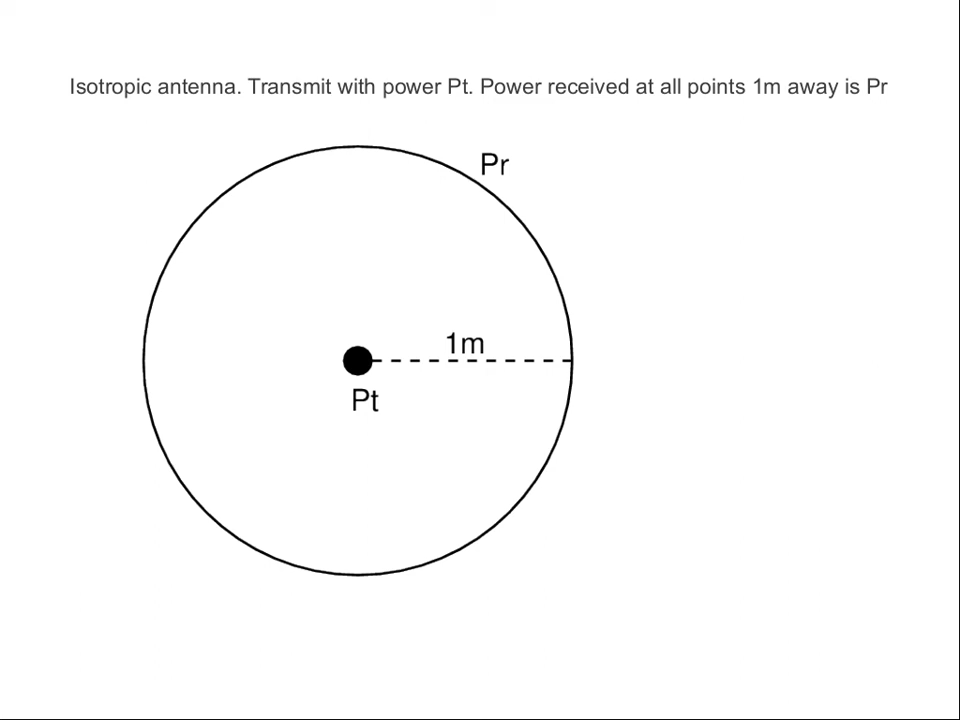 Isotropic antenna. Transmit with power Pt. Power received at all points 1m away is Pr
Pr
1m
Pt